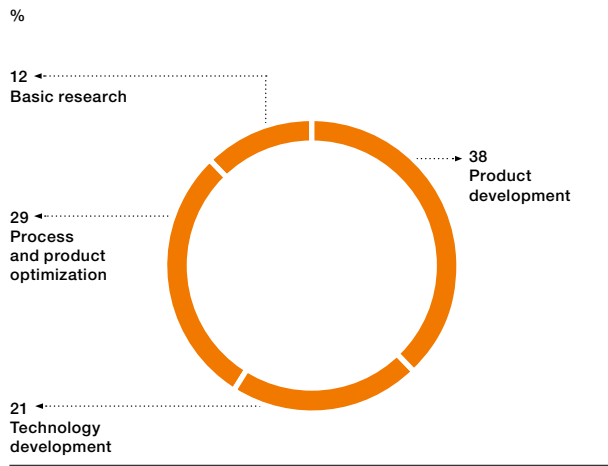 %
12
Basic research
38
Product
development
29
Process
and product
optimization
21
Technology
development